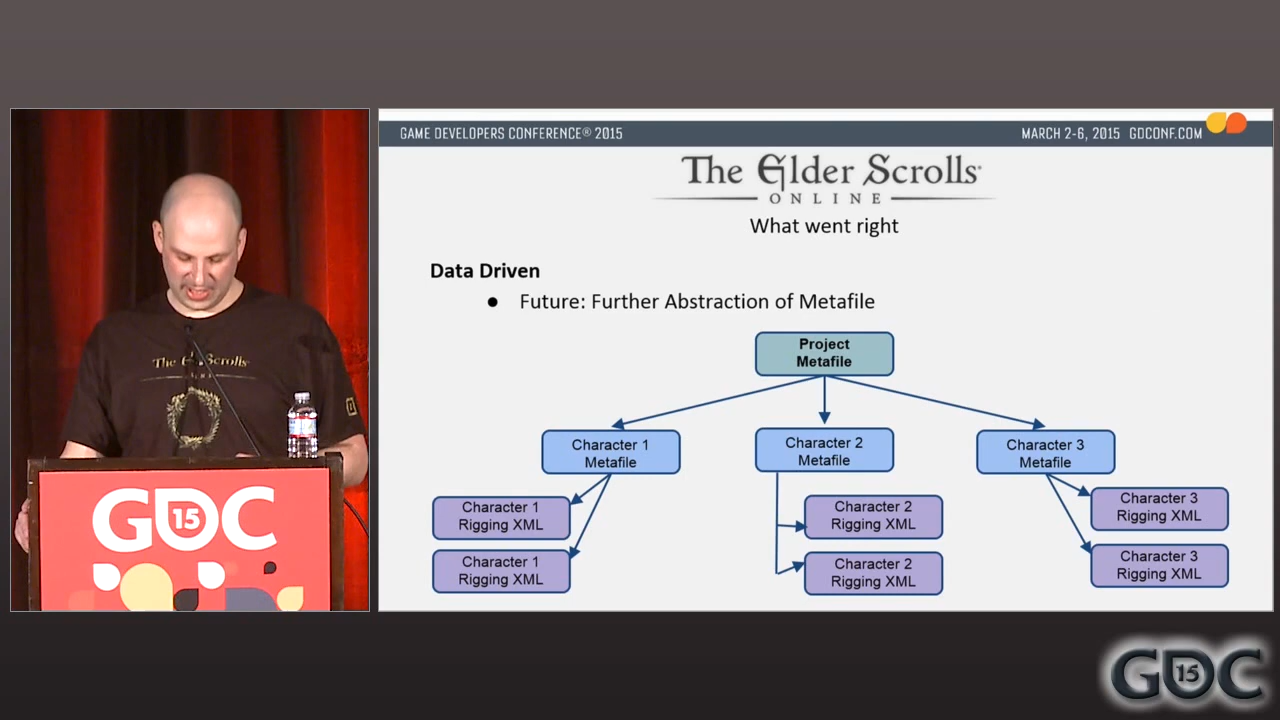 GAME DEVELOPERS CONFERENCE® 2015
MARCH 2-6, 2015 GDCONF.COM
The Elder Scrolls
ONLINE
What went right
Data Driven
● Future: Further Abstraction of Metafile
Project
Metafile
Character 1
Metafile
Character 2
Metafile
Character 3
Metafile
Character 1
Rigging XML
Character 1
Rigging XML
Character 2
Rigging XML
Character 2
Rigging XML
Character 3
Rigging XML
Character 3
Rigging XML
The Elder Scrolls
GDC
15
GDC
15